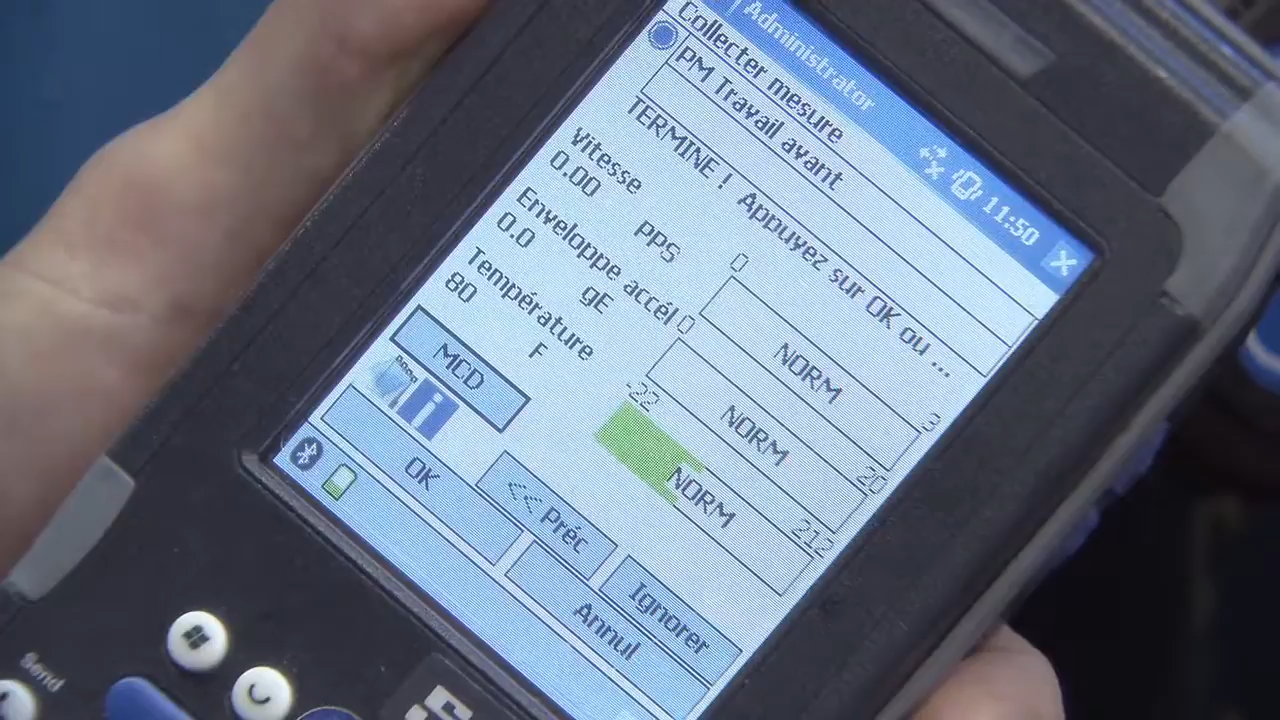 Administrator
11:50
Collecter mesure
PM Travail avant
TERMINE ! Appuyez sur OK ou ...
Vitesse
0.00 PPS
0 NORM 3
Enveloppe accél
0.0 gE
0 NORM 20
Température
80 F
-22 NORM 212
MCD
<< Préc
Ignorer
OK
Annul
Send